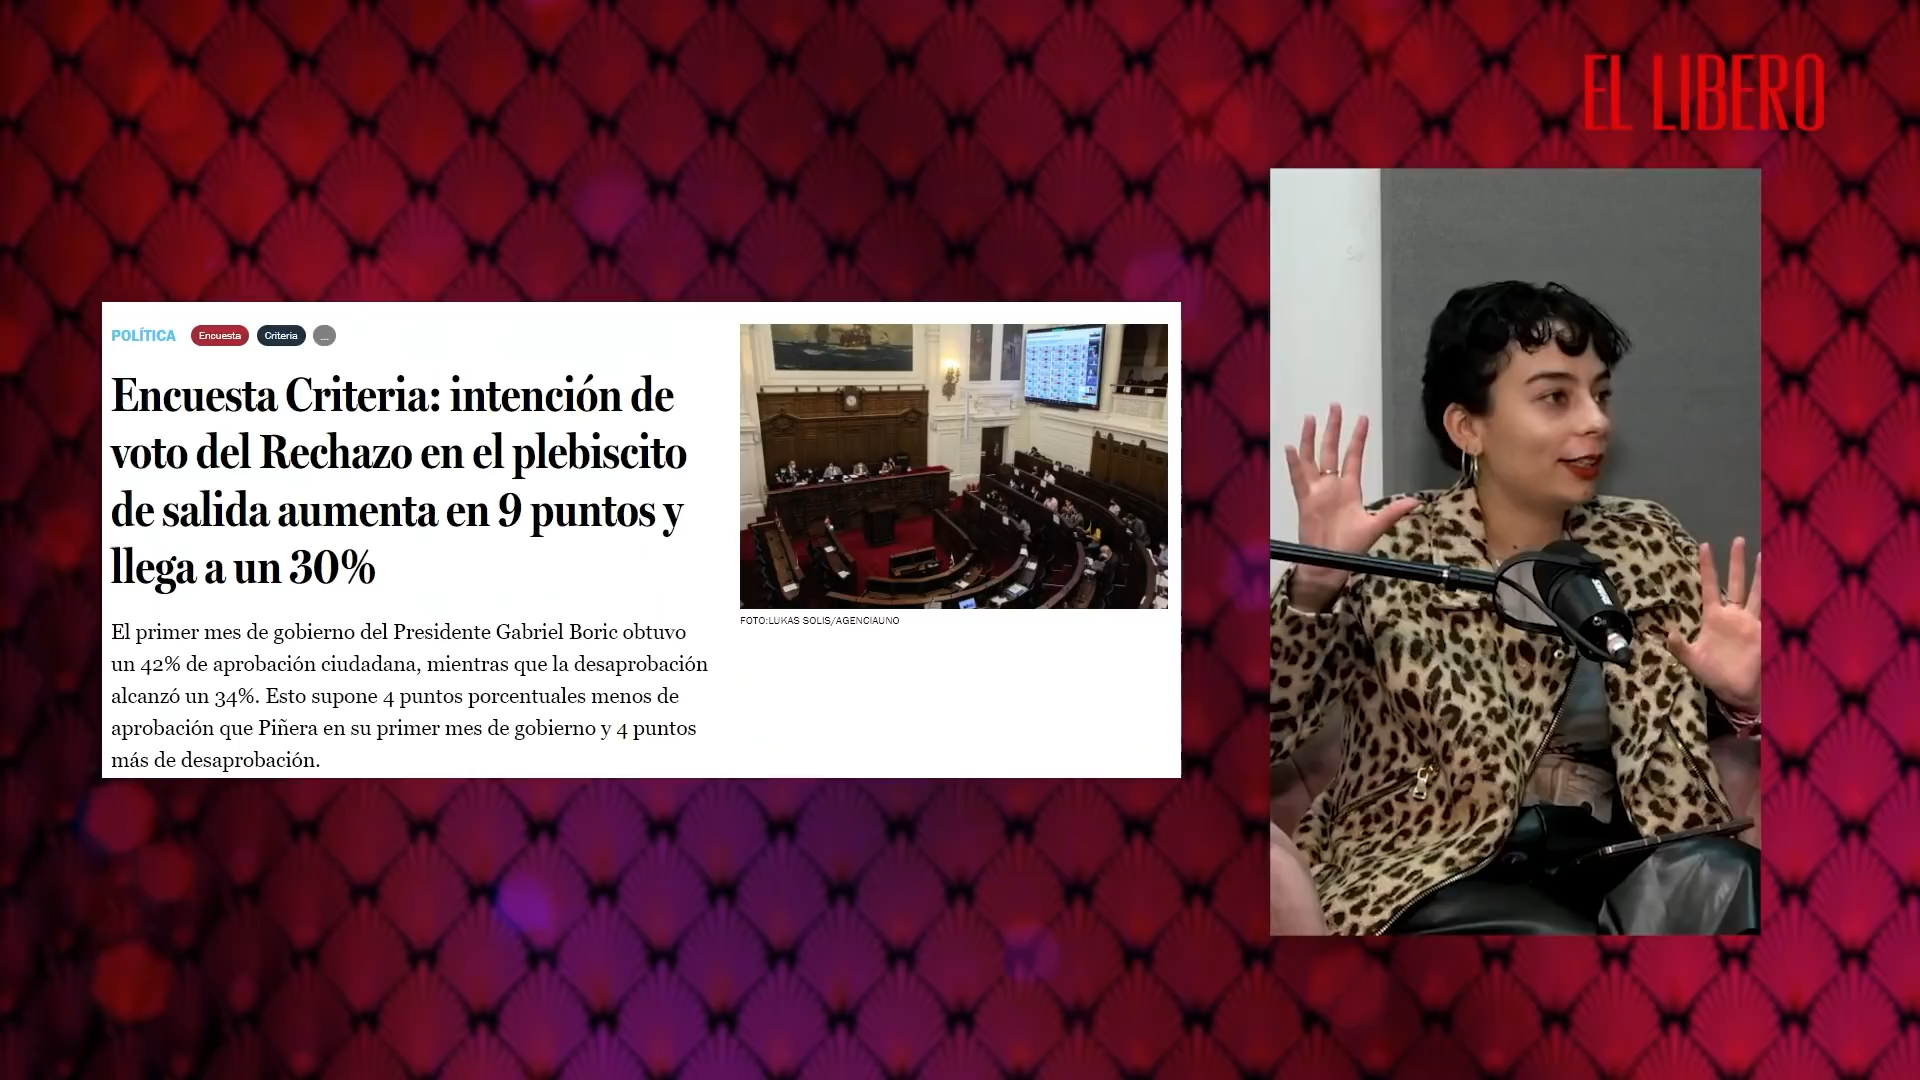 EL LIBERO
POLÍTICA Encuesta Criteria ...
Encuesta Criteria: intención de
voto del Rechazo en el plebiscito
de salida aumenta en 9 puntos y
llega a un 30%
El primer mes de gobierno del Presidente Gabriel Boric obtuvo
un 42% de aprobación ciudadana, mientras que la desaprobación
alcanzó un 34%. Esto supone 4 puntos porcentuales menos de
aprobación que Piñera en su primer mes de gobierno y 4 puntos
más de desaprobación.
FOTO:LUKAS SOLIS/AGENCIAUNO